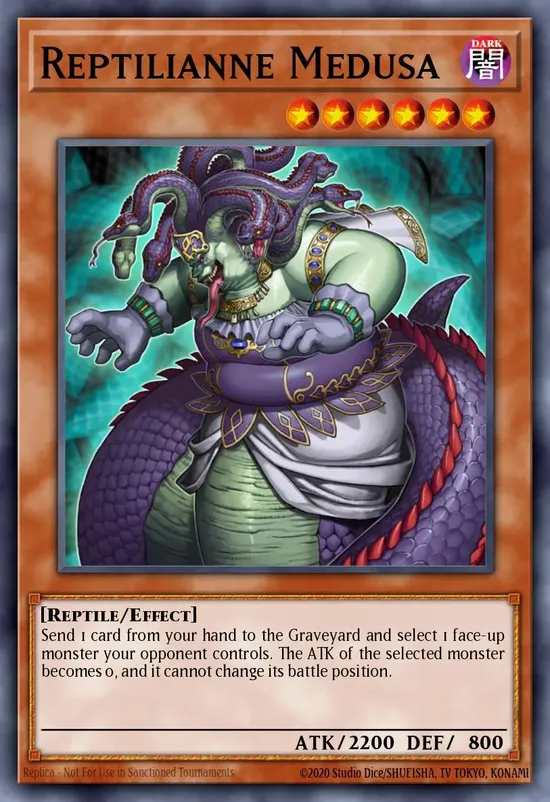 Reptilianne Medusa
DARK
闇
[Reptile/Effect]
Send 1 card from your hand to the Graveyard and select 1 face-up
monster your opponent controls. The ATK of the selected monster
becomes 0, and it cannot change its battle position.
ATK/2200 DEF/ 800
Replica - Not For Use in Sanctioned Tournaments
©2020 Studio Dice/SHUEISHA, TV TOKYO, KONAMI